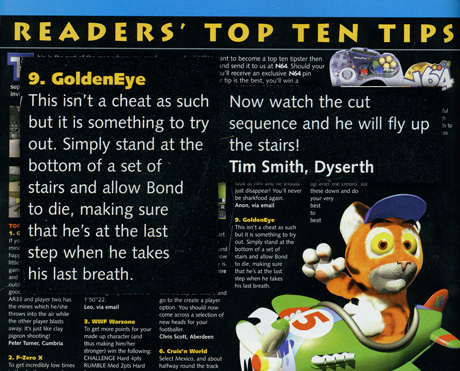 READERS' TOP TEN TIPS
want to become a top ten tipster then
and send it to us at N64. Should your
you'll receive an exclusive N64 pin
tip is the best, you'll win a
N64
9. GoldenEye
This isn't a cheat as such
but it is something to try
out. Simply stand at the
bottom of a set of
stairs and allow Bond
to die, making sure
that he's at the last
step when he takes
his last breath.
Now watch the cut
sequence and he will fly up
the stairs!
Tim Smith, Dyserth
look at him and he should
just disappear! You'll never
be sharkfood again.
Anon, via email
9. GoldenEye
This isn't a cheat as such
but it is something to try
out. Simply stand at the
bottom of a set of stairs
and allow Bond to die,
making sure that he's at
the last step when he takes
his last breath.
up after the credits. Just
these down and do
your very
best
to
beat
AR33 and player two has
the mines which he/she
throws into the air while
the other player blasts
away. It's just like clay
pigeon shooting!
Peter Turner, Cumbria
2. F-Zero X
To get incredibly low times
1'50"22.
Leo, via email
3. WWF Warzone
To get more points for your
made up character (and
thus making him/her
stronger) win the following:
CHALLENGE Hard 4pts
RUMBLE Med 2pts Hard
go to the create a player
option. You should now
come across a selection of
new heads for your
footballer.
Chris Scott, Aberdeen
6. Cruis'n World
Select Mexico, and about
halfway round the track
5